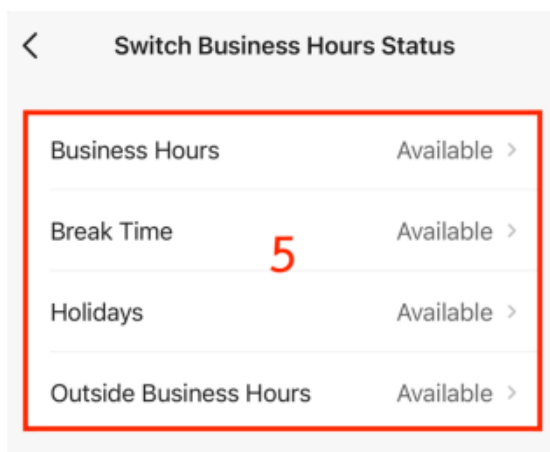 Switch Business Hours Status
Business Hours Available
Break Time Available
5
Holidays Available
Outside Business Hours Available